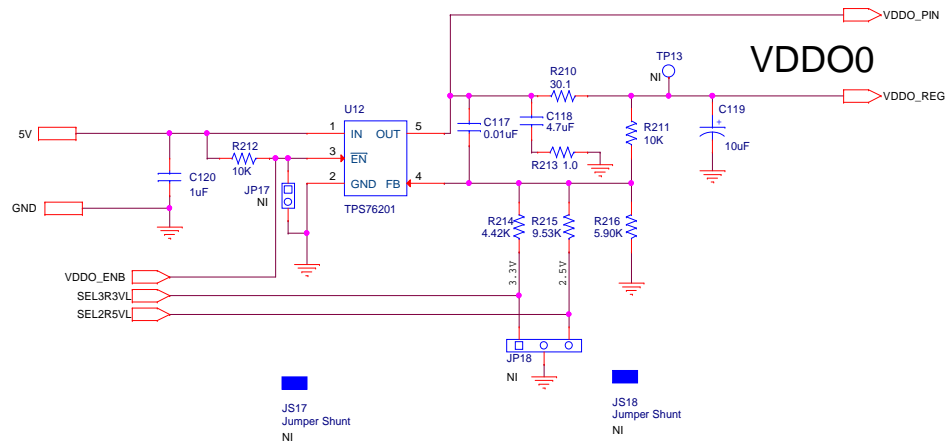 VDDO_PIN
VDDO0
TP13
NI
R210
30.1
VDDO_REG
U12
C117
0.01uF
C118
4.7uF
R211
10K
C119
+
10uF
5V
1
IN
OUT
5
R212
10K
3
EN
R213 1.0
C120
1uF
JP17
NI
2
GND
FB
4
TPS76201
GND
R214
4.42K
R215
9.53K
R216
5.90K
VDDO_ENB
SEL3R3VL
SEL2R5VL
3.3V
2.5V
JP18
NI
JS17
Jumper Shunt
NI
JS18
Jumper Shunt
NI